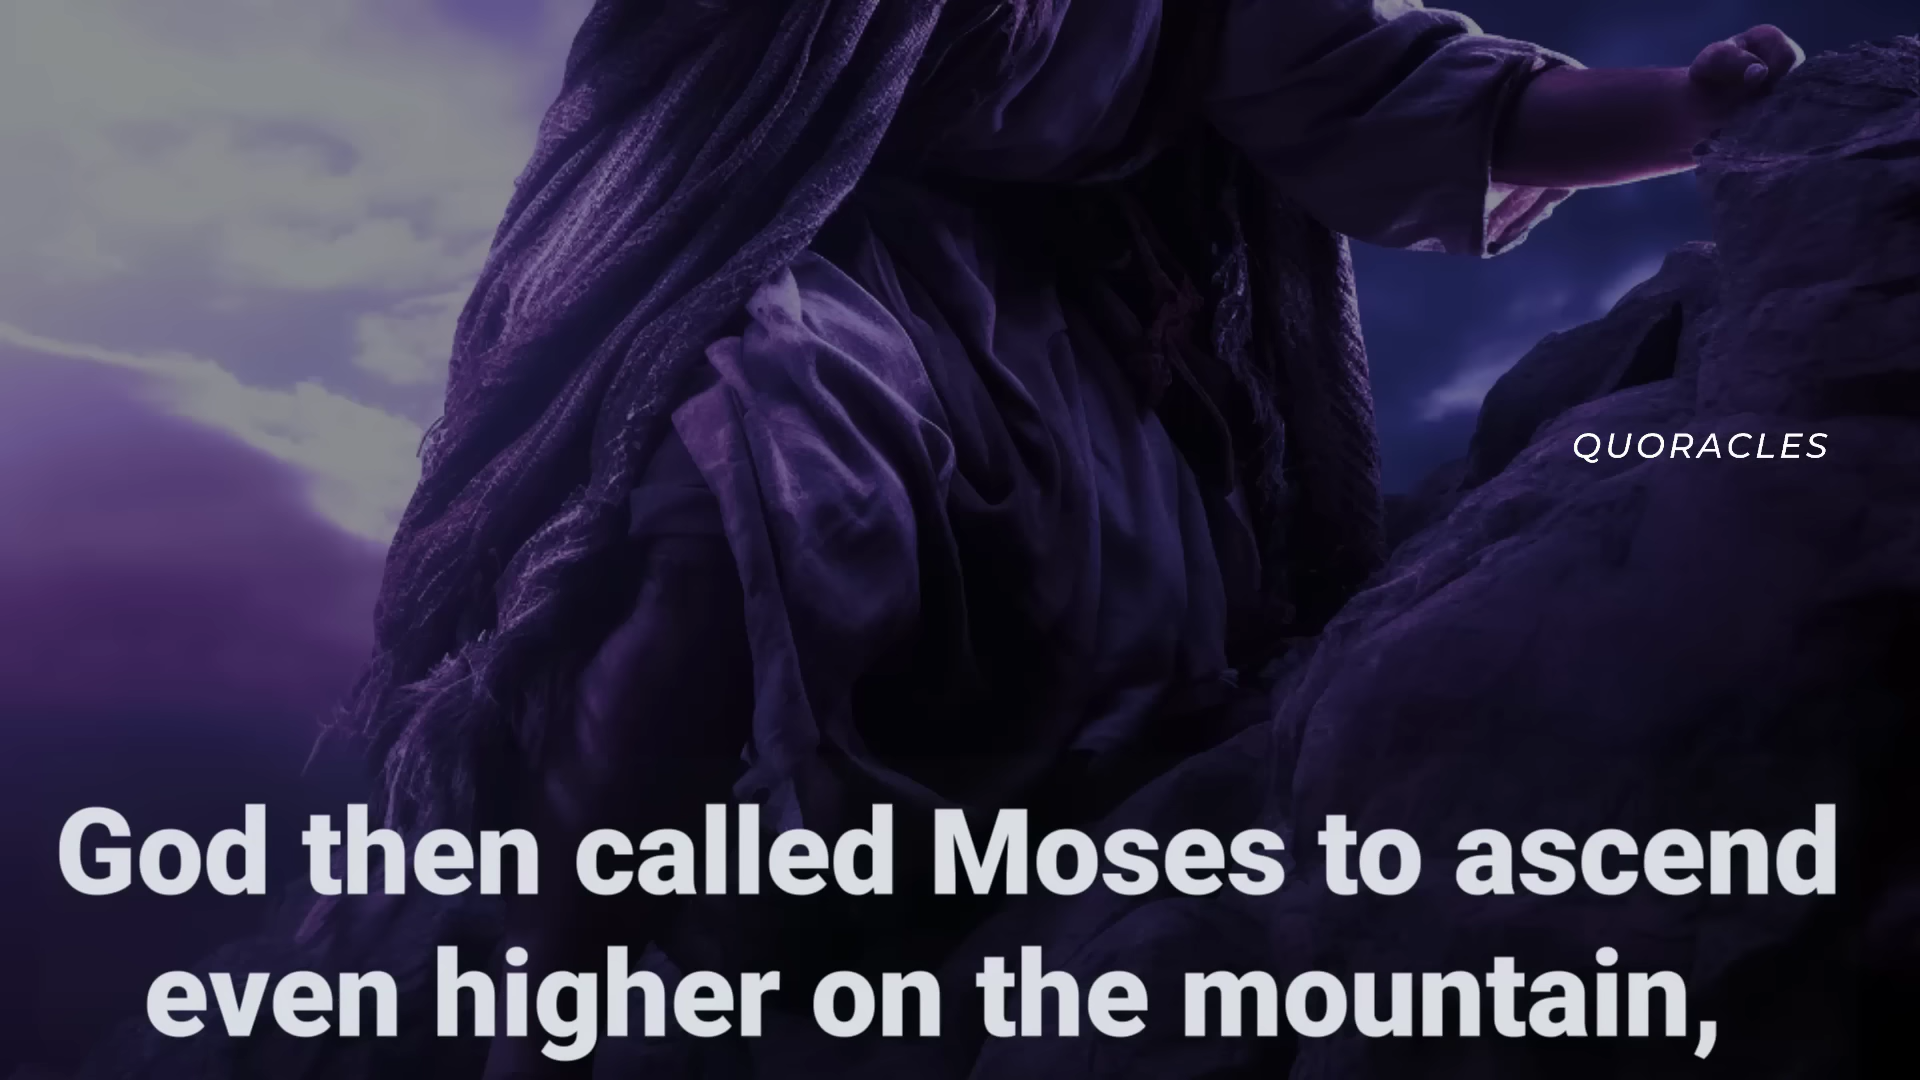 QUORACLES
God then called Moses to ascend
even higher on the mountain,